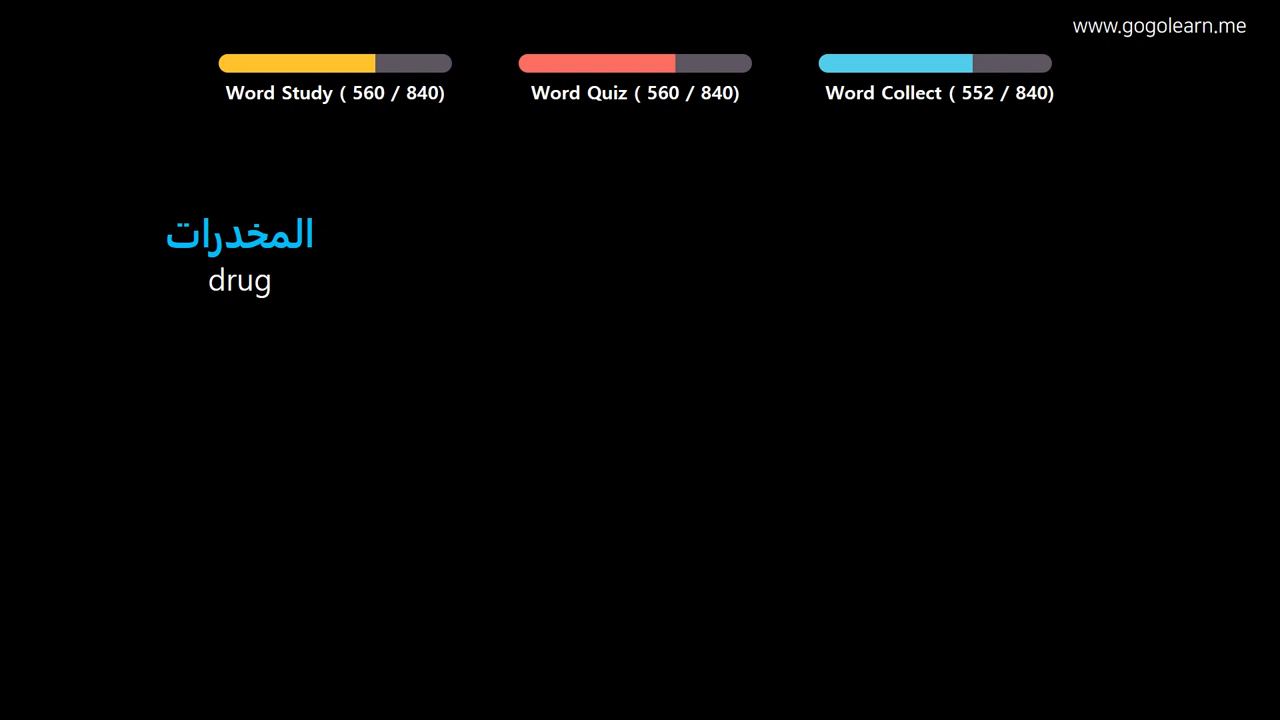 www.gogolearn.me
Word Study ( 560 / 840)
Word Quiz ( 560 / 840)
Word Collect ( 552 / 840)
المخدرات
drug